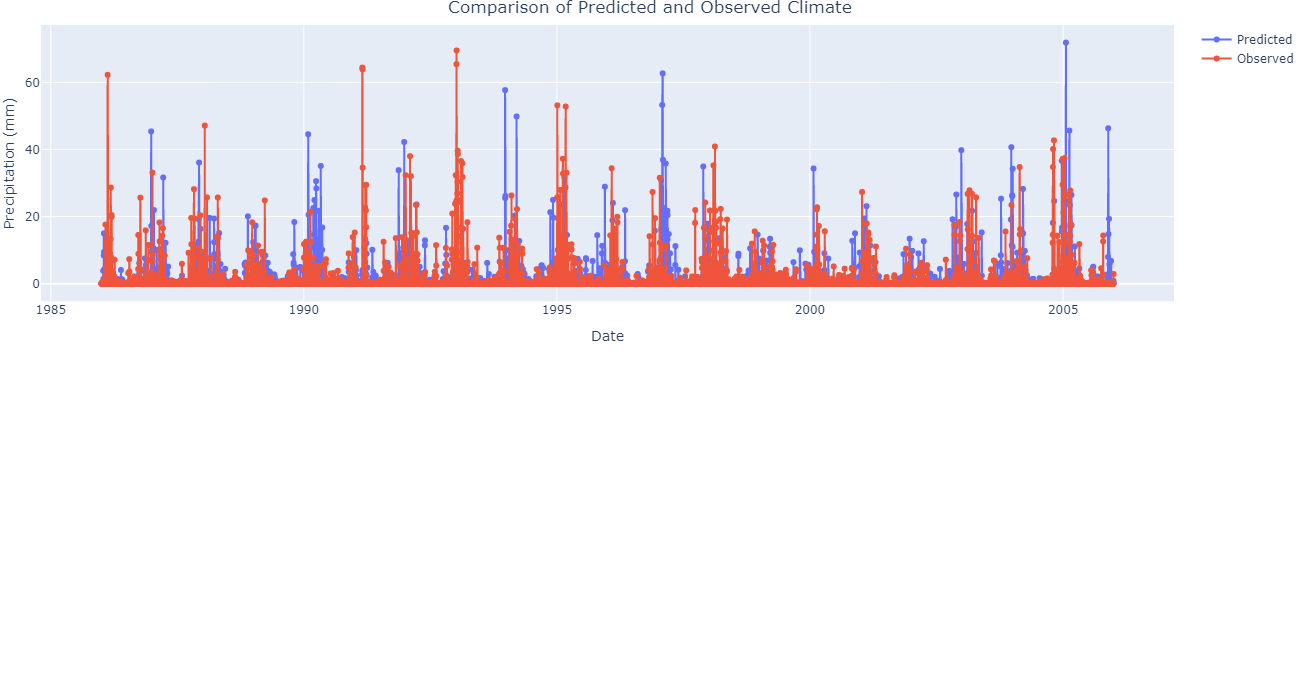 Comparison of Predicted and Observed Climate
Predicted
Observed
Precipitation (mm)
60
40
20
0
1985
1990
1995
2000
2005
Date